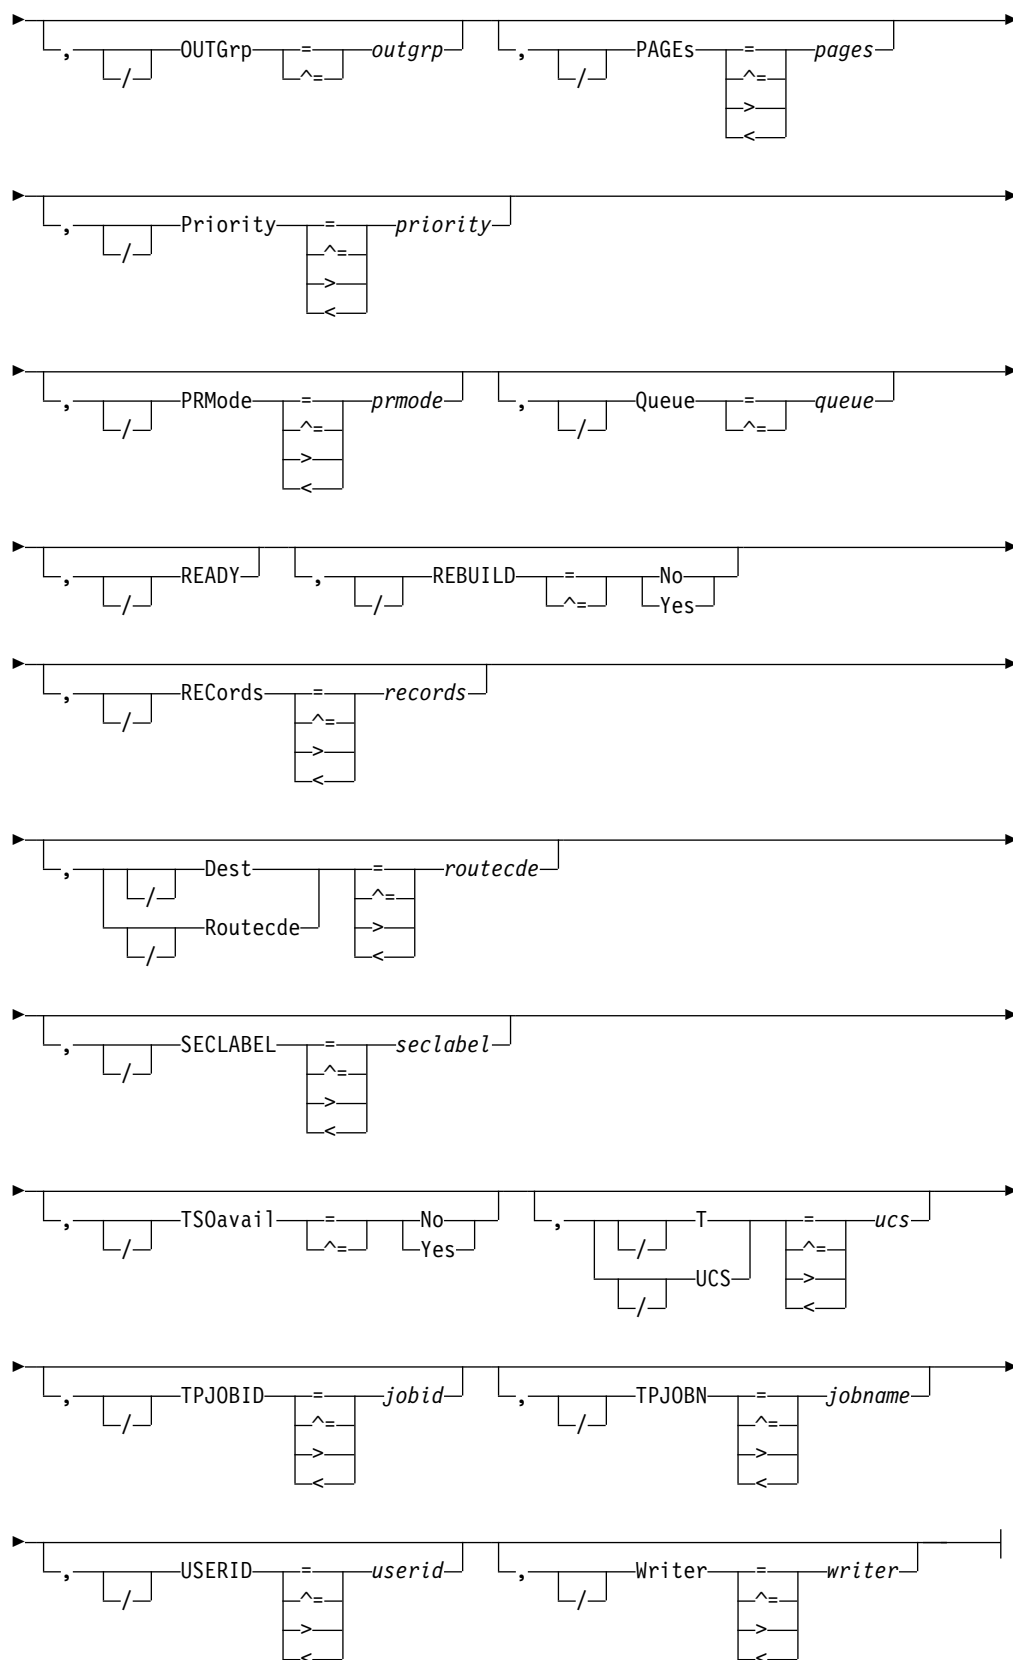 , / OUTGrp = outgrp , / PAGEs = pages
^= ^=
>
<
, / Priority = priority
^=
>
<
, / PRMode = prmode , / Queue = queue
^= ^=
>
<
, / READY , / REBUILD = No
^= Yes
, / RECords = records
^=
>
<
, / Dest = routecde
^=
/ Routecde >
<
, / SECLABEL = seclabel
^=
>
<
, / TSOavail = No , / T = ucs
^= Yes ^=
/ UCS >
<
, / TPJOBID = jobid , / TPJOBN = jobname
^= ^=
> >
< <
, / USERID = userid , / Writer = writer
^= ^=
> >
< <